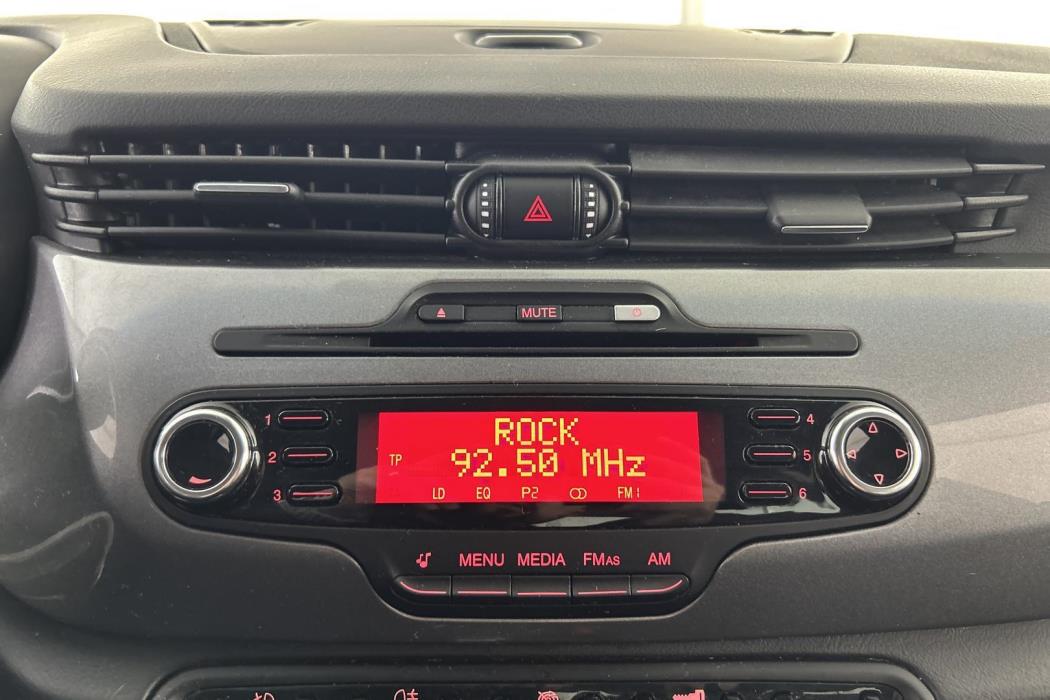 MUTE
1
2
3
ROCK
TP 92.50 MHz
LD EQ P2 FM1
4
5
6
MENU MEDIA FMAS AM